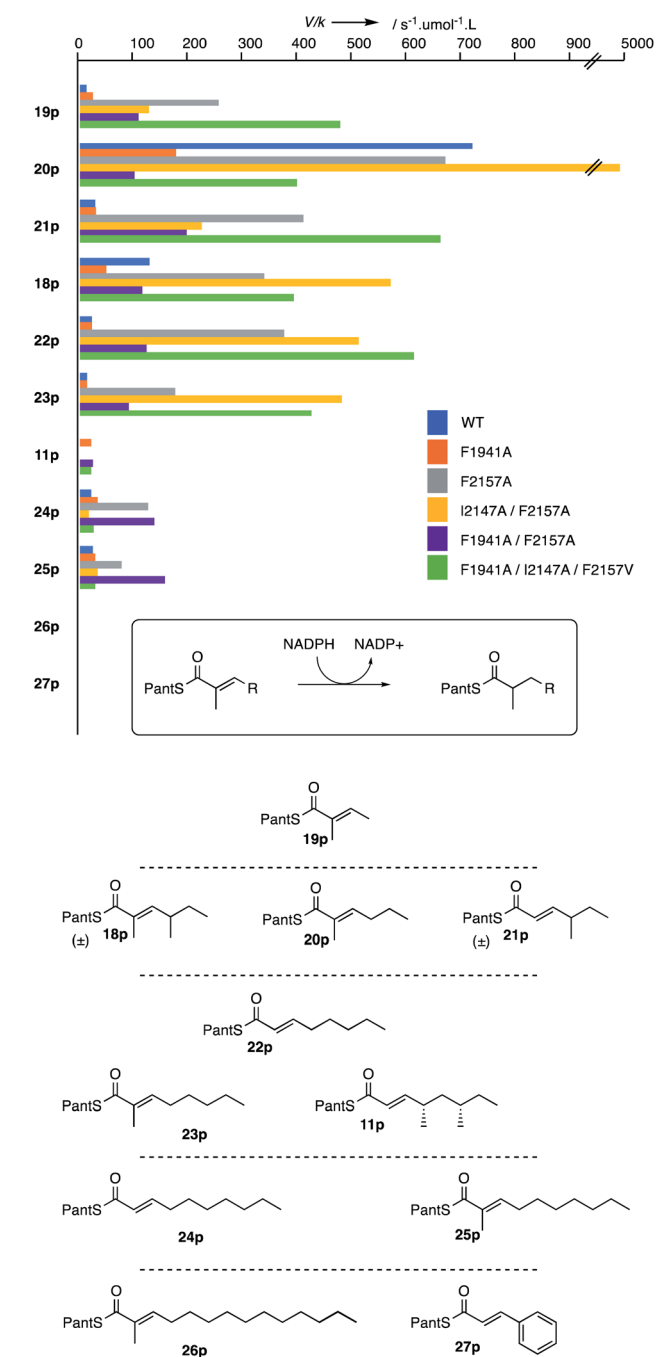 V/k / s-1.umol-1.L
0 100 200 300 400 500 600 700 800 900 5000
19p
20p
21p
18p
22p
23p
11p
24p
25p
26p
27p
WT
F1941A
F2157A
I2147A / F2157A
F1941A / F2157A
F1941A / I2147A / F2157V
NADPH NADP+
O O
PantS R PantS R
O
PantS
19p
O O O
PantS PantS PantS
(±) 18p 20p (±) 21p
O
PantS
22p
O O
PantS PantS
23p 11p
O O
PantS PantS
24p 25p
O O
PantS PantS
26p 27p